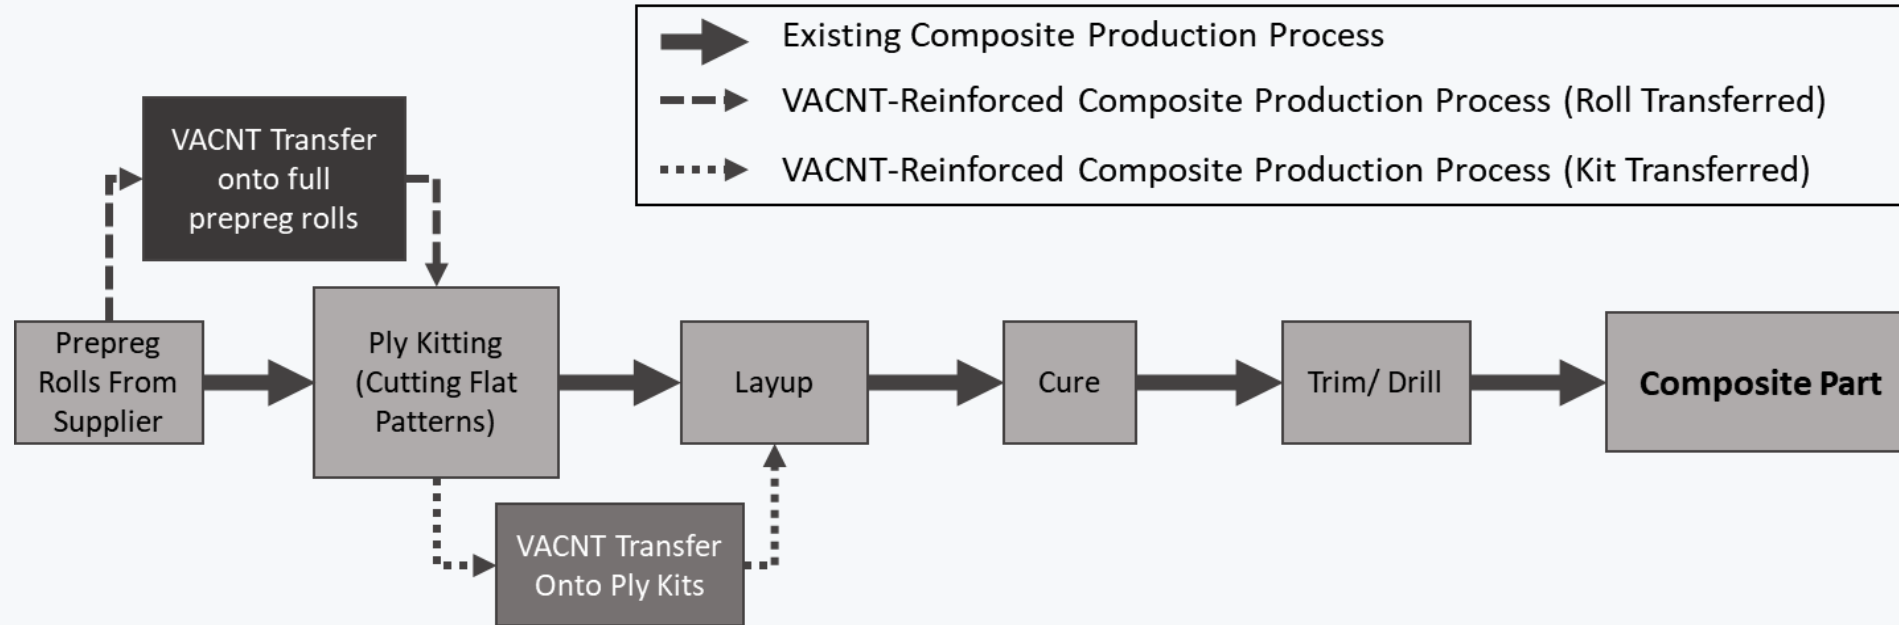 Existing Composite Production Process
VACNT-Reinforced Composite Production Process (Roll Transferred)
VACNT-Reinforced Composite Production Process (Kit Transferred)
VACNT Transfer
onto full
prepreg rolls
Prepreg
Rolls From
Supplier
Ply Kitting
(Cutting Flat
Patterns)
Layup
Cure
Trim/ Drill
Composite Part
VACNT Transfer
Onto Ply Kits